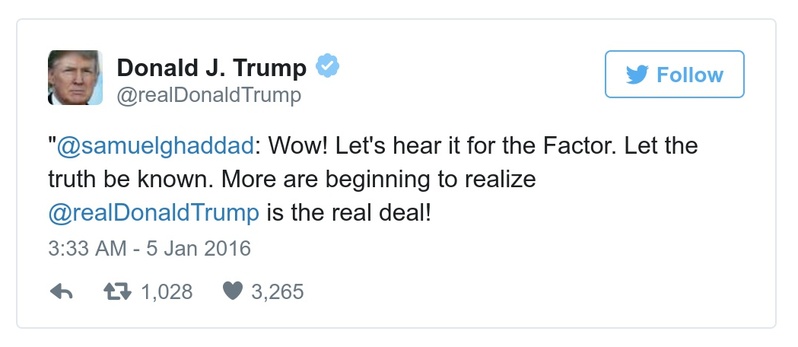 Donald J. Trump
@realDonaldTrump
Follow
"@samuelghaddad: Wow! Let's hear it for the Factor. Let the
truth be known. More are beginning to realize
@realDonaldTrump is the real deal!
3:33 AM - 5 Jan 2016
1,028 3,265